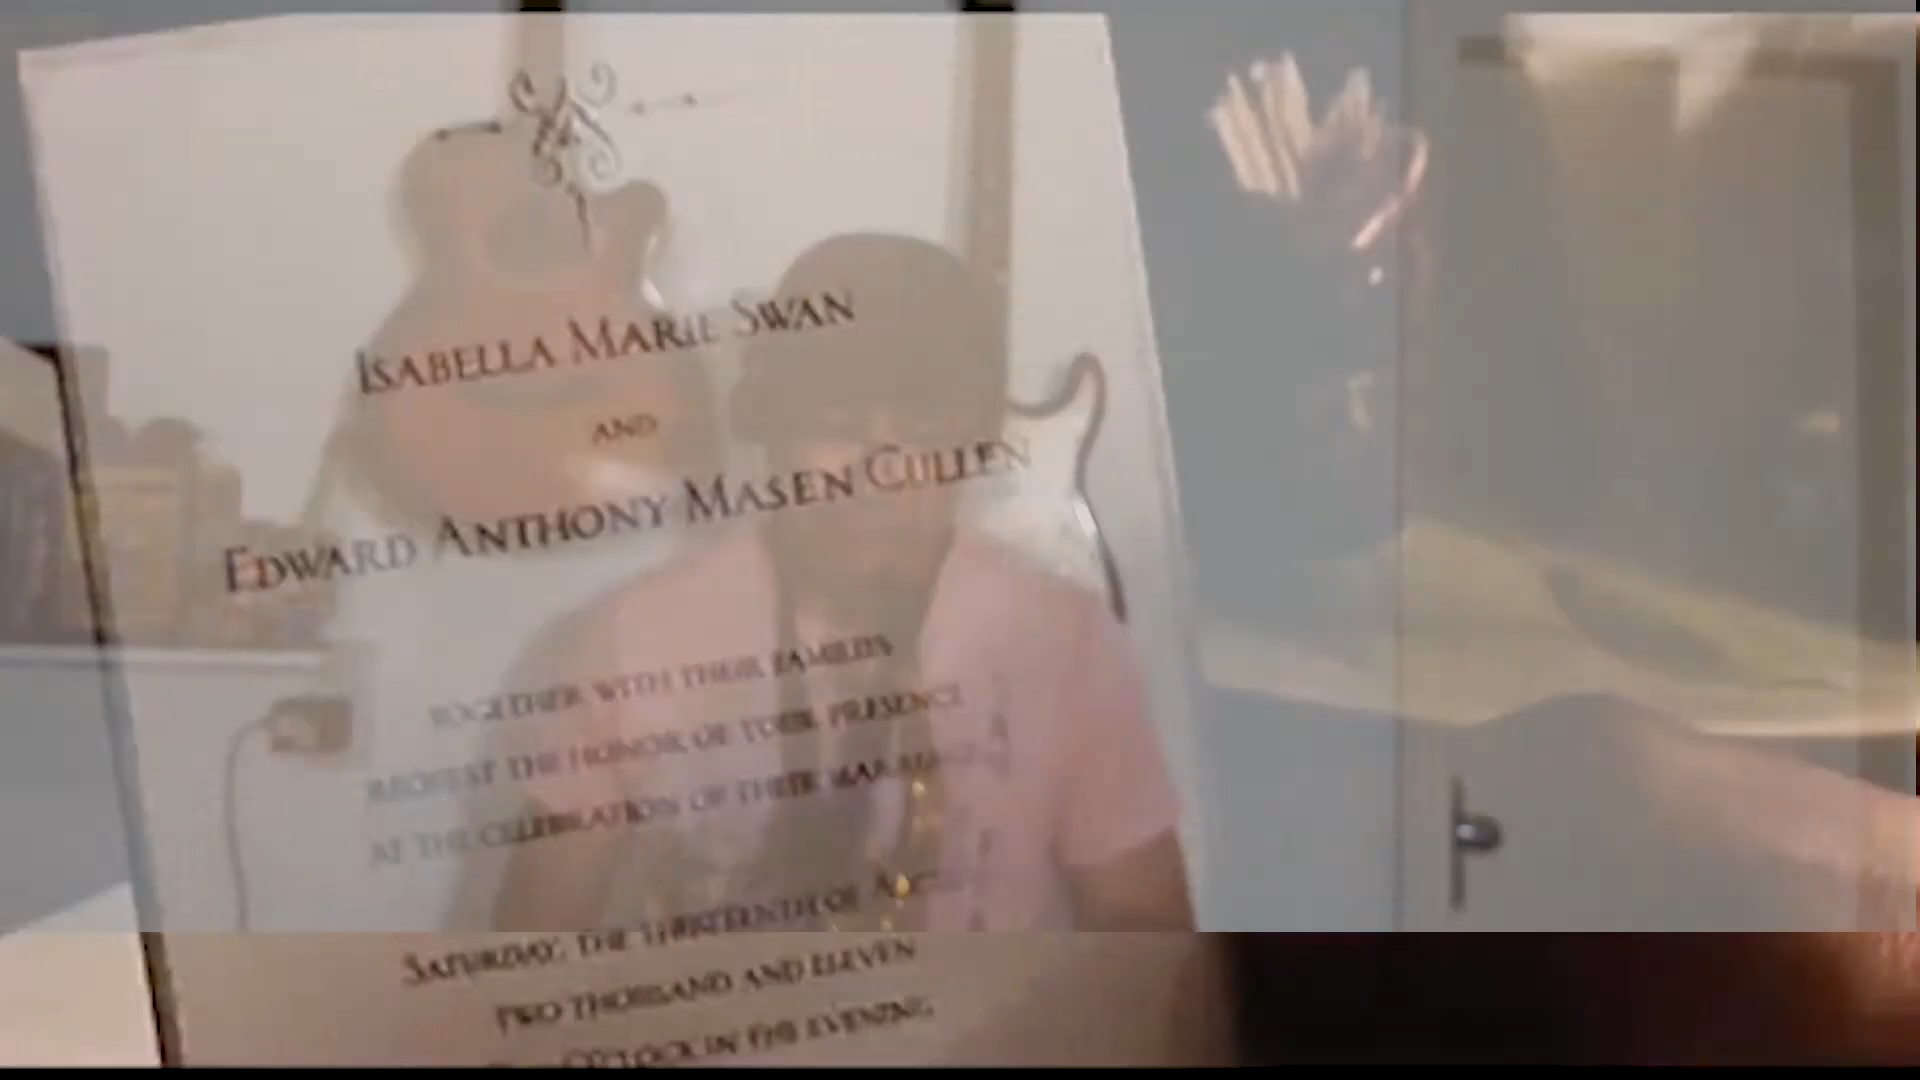 ISABELLA MARIE SWAN
AND
EDWARD ANTHONY MASEN CULLEN
TOGETHER WITH THEIR FAMILIES
REQUEST THE HONOR OF YOUR PRESENCE
AT THE CELEBRATION OF THEIR MARRIAGE
SATURDAY, THE THIRTEENTH OF
TWO THOUSAND AND ELEVEN
O'CLOCK IN THE EVENING